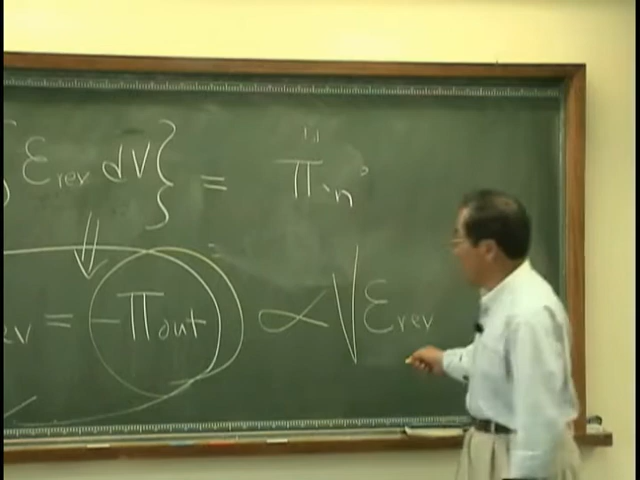 ε_rev dV} = Π_in
ev = -Π_out ∝ V ε_rev